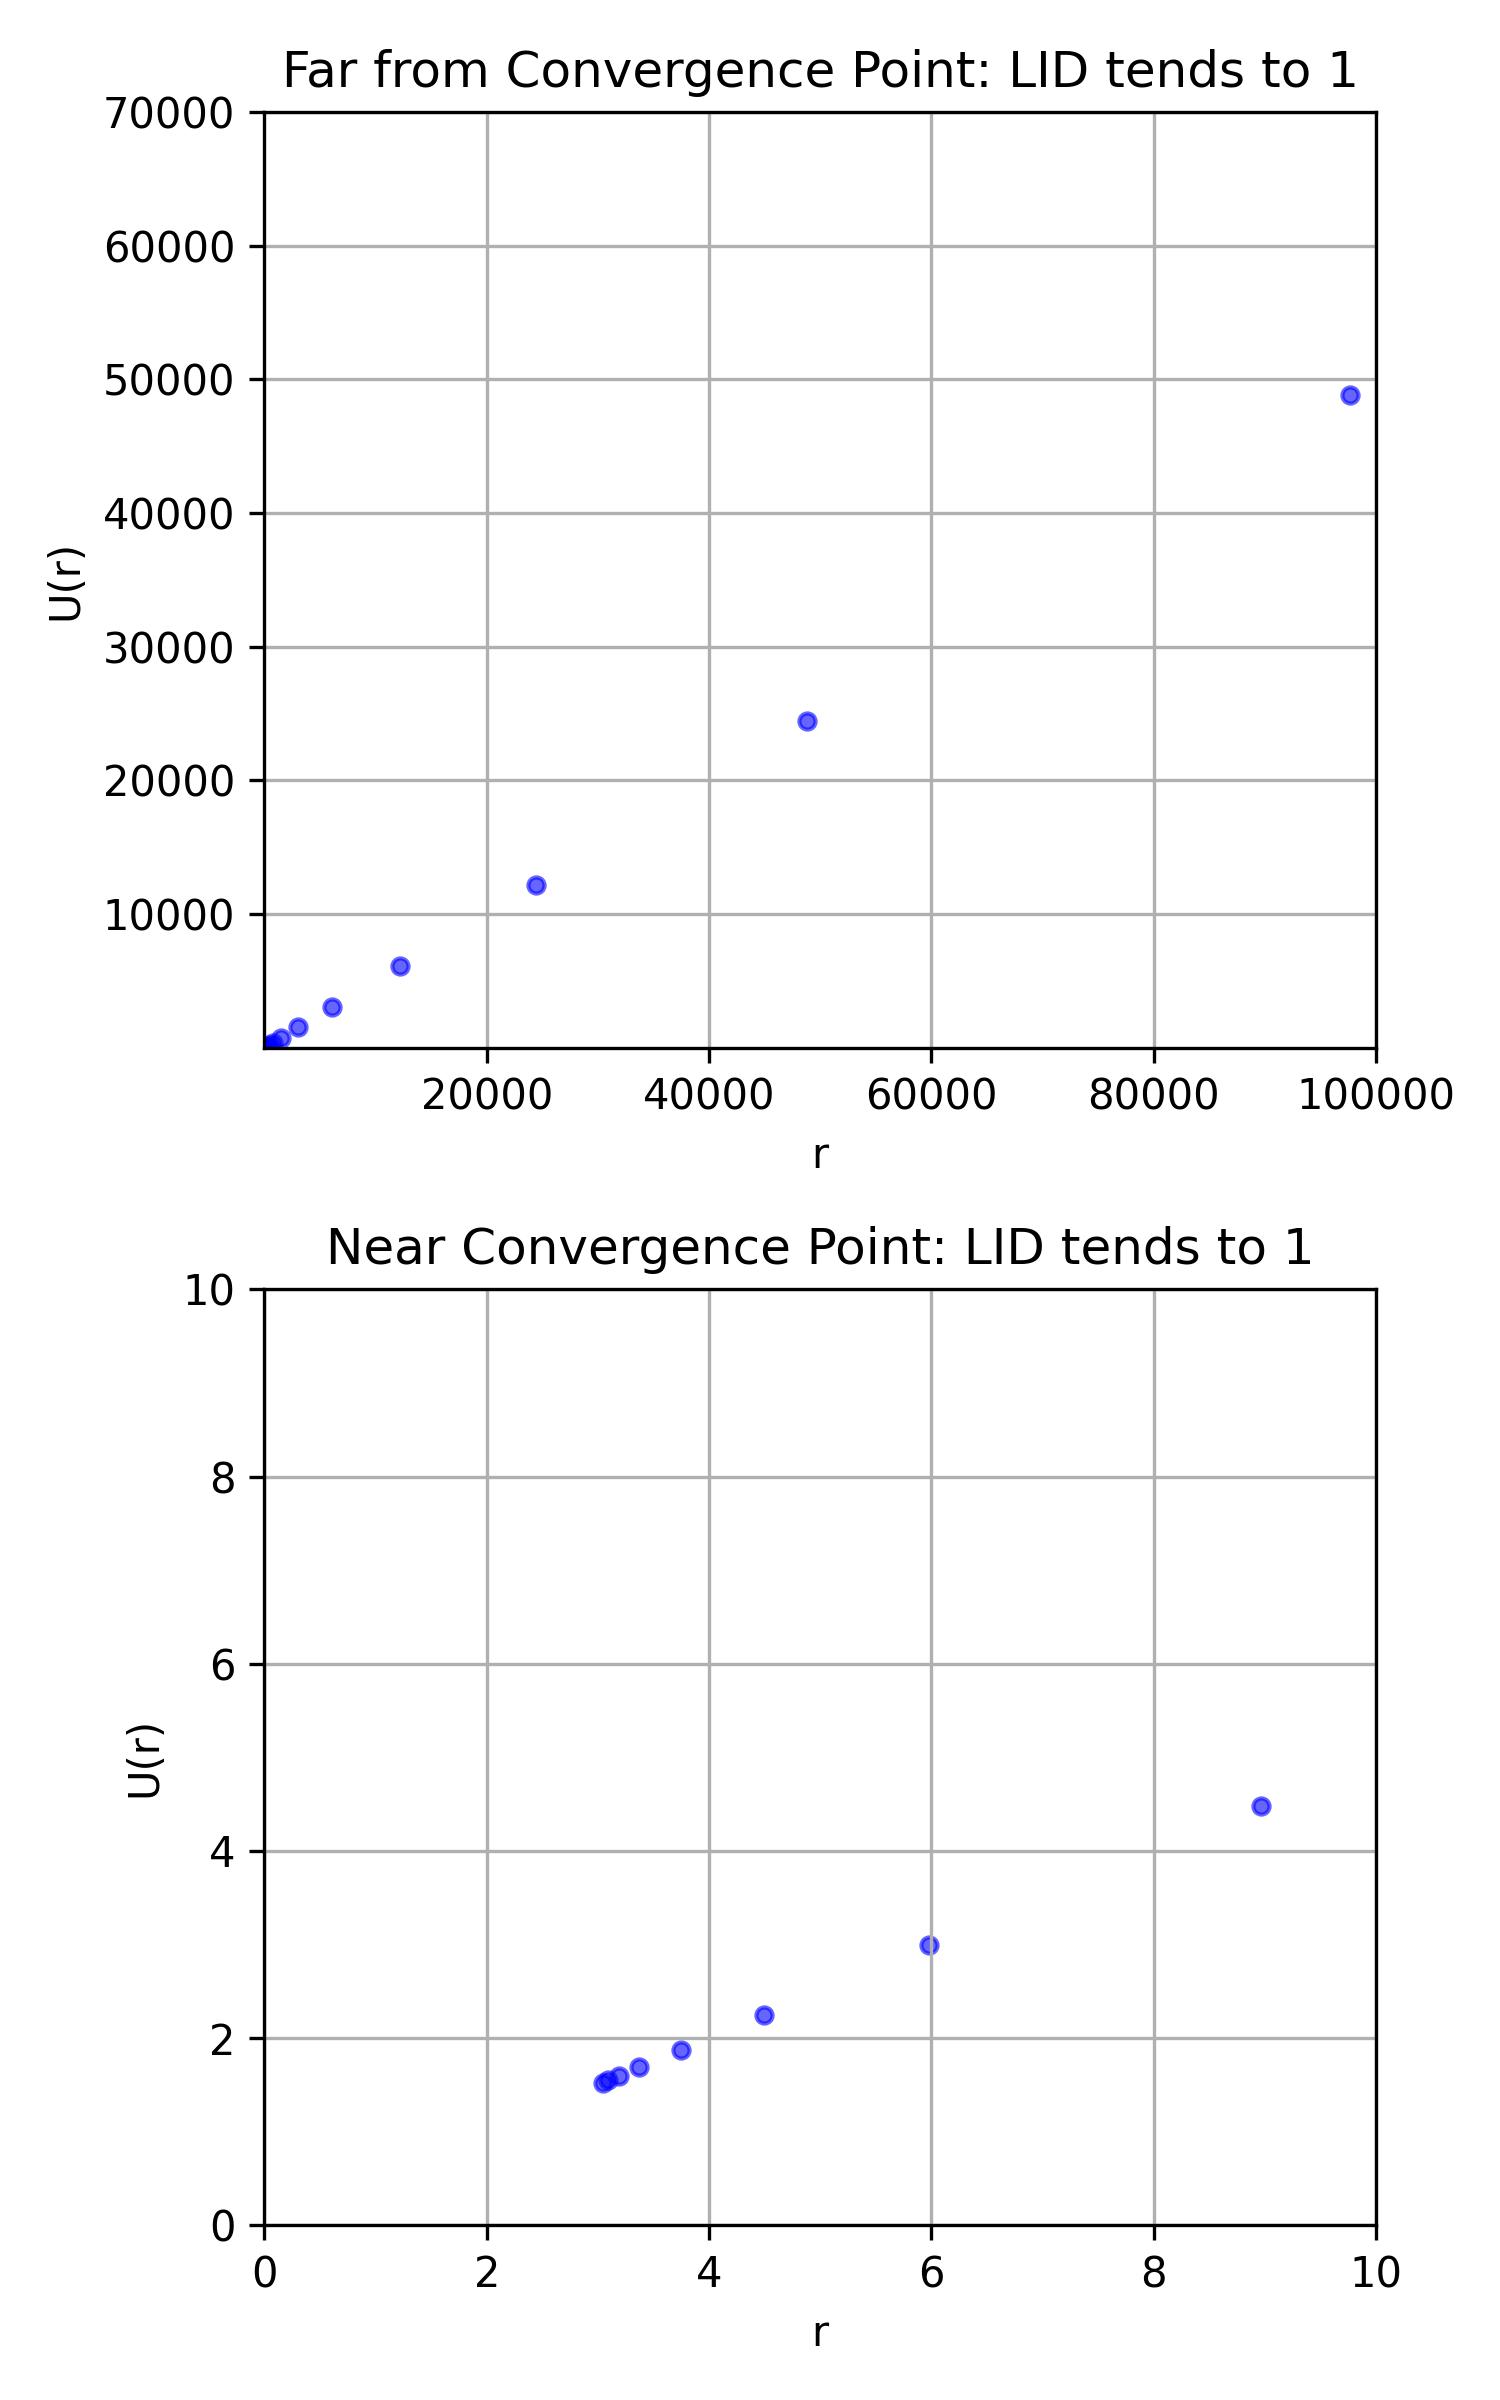 Far from Convergence Point: LID tends to 1
70000
60000
50000
40000
30000
20000
10000
U(r)
20000 40000 60000 80000 100000
r
Near Convergence Point: LID tends to 1
10
8
6
4
2
0
U(r)
0 2 4 6 8 10
r